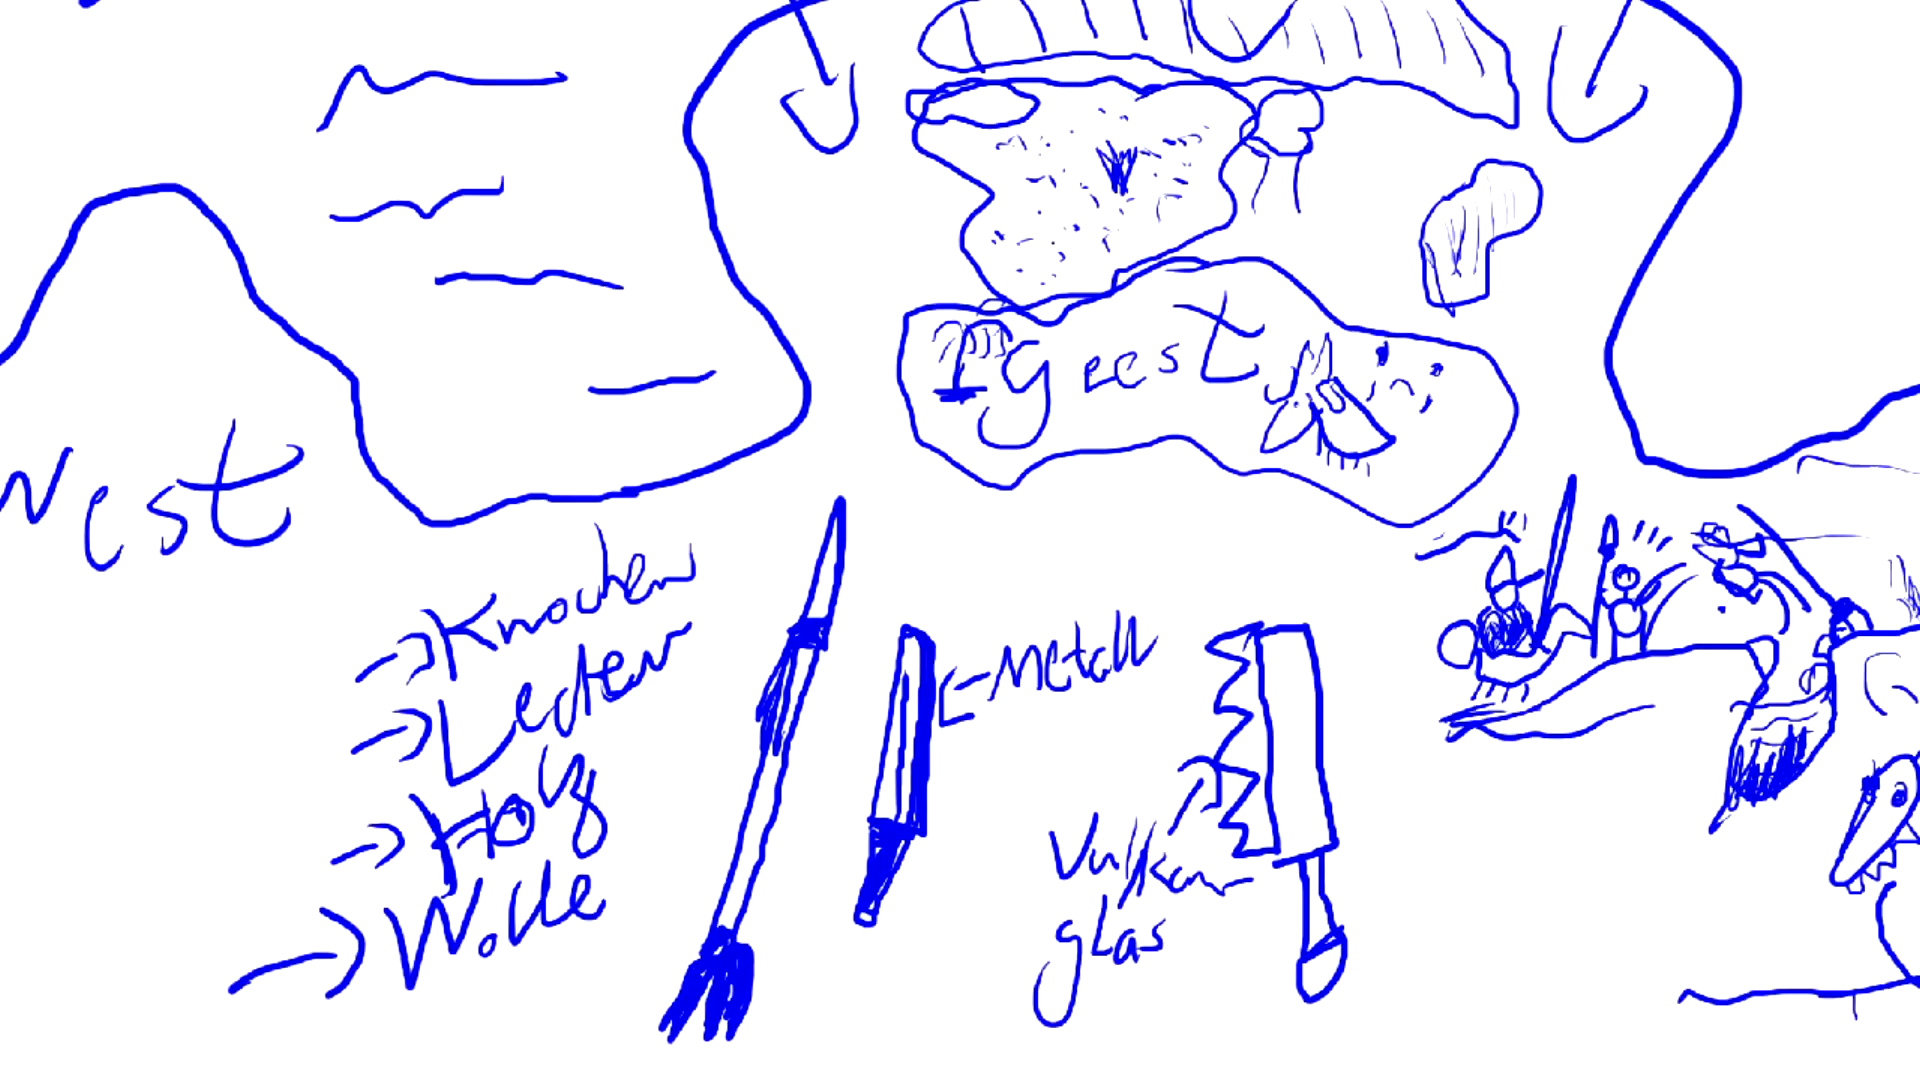 West
Igeest
Knochen
Leder
Holz
Wolle
Metall
Vulkan
glas